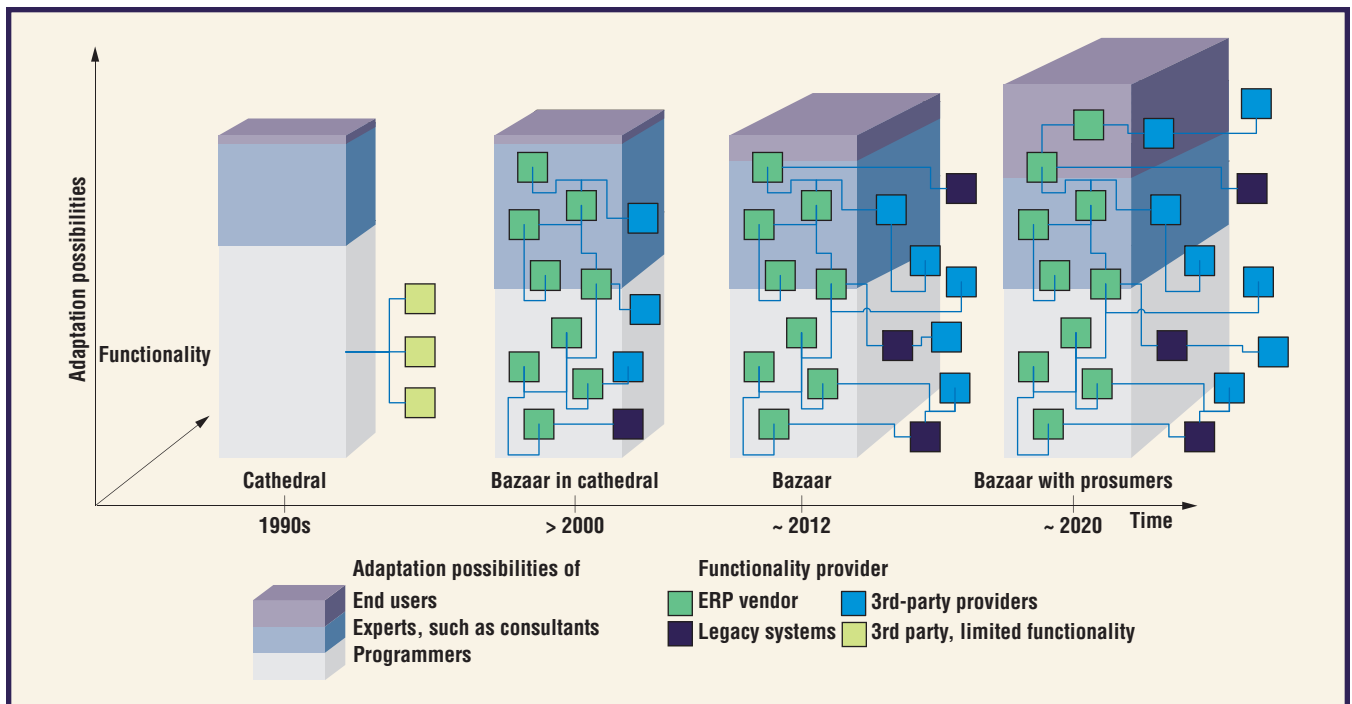 Adaptation possibilities
Functionality
Cathedral
Bazaar in cathedral
Bazaar
Bazaar with prosumers
1990s
> 2000
~ 2012
~ 2020
Time
Adaptation possibilities of
End users
Experts, such as consultants
Programmers
Functionality provider
ERP vendor
3rd-party providers
Legacy systems
3rd party, limited functionality